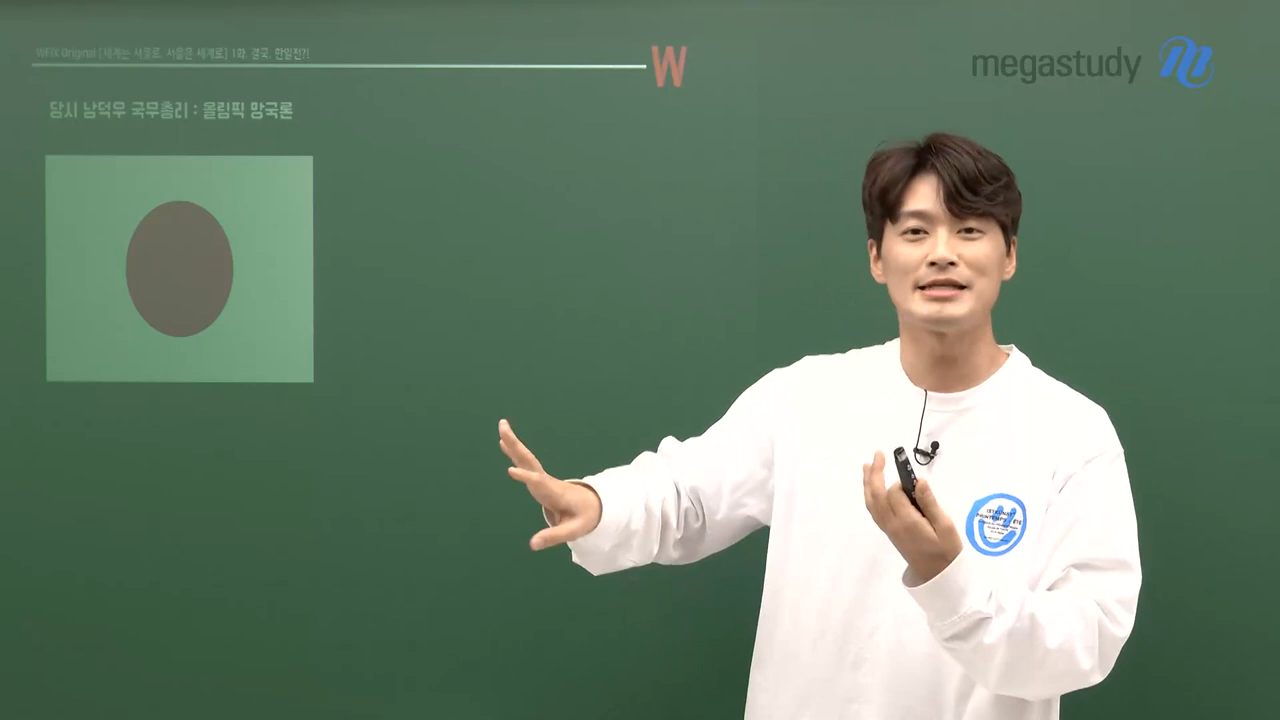 WFIX Original [세계는 서울로, 서울은 세계로] 1화. 결국, 한일전?!
W
megastudy
당시 남덕우 국무총리 : 올림픽 망국론